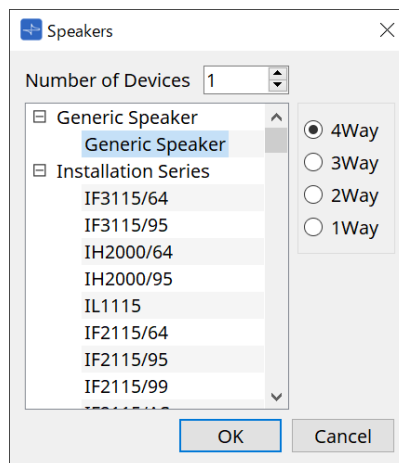 Speakers
Number of Devices 1
Generic Speaker
Generic Speaker
Installation Series
IF3115/64
IF3115/95
IH2000/64
IH2000/95
IL1115
IF2115/64
IF2115/95
IF2115/99
4Way
3Way
2Way
1Way
OK Cancel